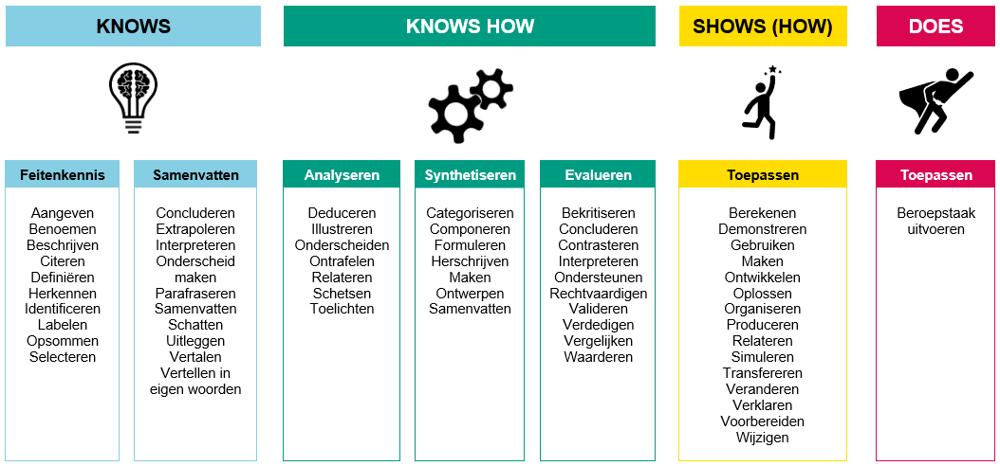 KNOWS
KNOWS HOW
SHOWS (HOW)
DOES
Feitenkennis
Aangeven
Benoemen
Beschrijven
Citeren
Definiëren
Herkennen
Identificeren
Labelen
Opsommen
Selecteren
Samenvatten
Concluderen
Extrapoleren
Interpreteren
Onderscheid
maken
Parafraseren
Samenvatten
Schatten
Uitleggen
Vertalen
Vertellen in
eigen woorden
Analyseren
Deduceren
Illustreren
Onderscheiden
Ontrafelen
Relateren
Schetsen
Toelichten
Synthetiseren
Categoriseren
Componeren
Formuleren
Herschrijven
Maken
Ontwerpen
Samenvatten
Evalueren
Bekritiseren
Concluderen
Contrasteren
Interpreteren
Ondersteunen
Rechtvaardigen
Valideren
Verdedigen
Vergelijken
Waarderen
Toepassen
Berekenen
Demonstreren
Gebruiken
Maken
Ontwikkelen
Oplossen
Organiseren
Produceren
Relateren
Simuleren
Transfereren
Veranderen
Verklaren
Voorbereiden
Wijzigen
Toepassen
Beroepstaak
uitvoeren